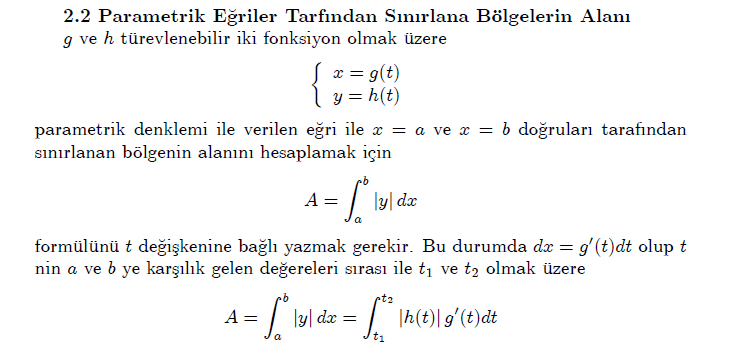 2.2 Parametrik Eğriler Tarfından Sınırlana Bölgelerin Alanı
g ve h türevlenebilir iki fonksiyon olmak üzere
{ x = g(t)
y = h(t)
parametrik denklemi ile verilen eğri ile x = a ve x = b doğruları tarafından
sınırlanan bölgenin alanını hesaplamak için
A = ∫_a^b |y| dx
formülünü t değişkenine bağlı yazmak gerekir. Bu durumda dx = g′(t)dt olup t
nin a ve b ye karşılık gelen değereleri sırası ile t₁ ve t₂ olmak üzere
A = ∫_a^b |y| dx = ∫_{t₁}^{t₂} |h(t)| g′(t)dt